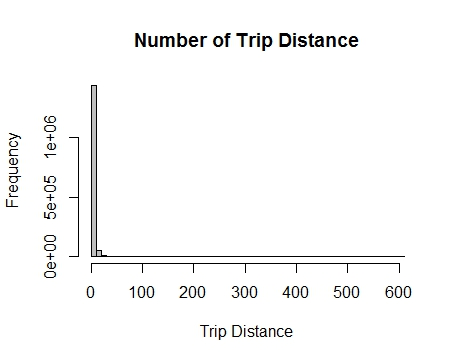 Number of Trip Distance
Frequency
1e+06
5e+05
0e+00
0 100 200 300 400 500 600
Trip Distance